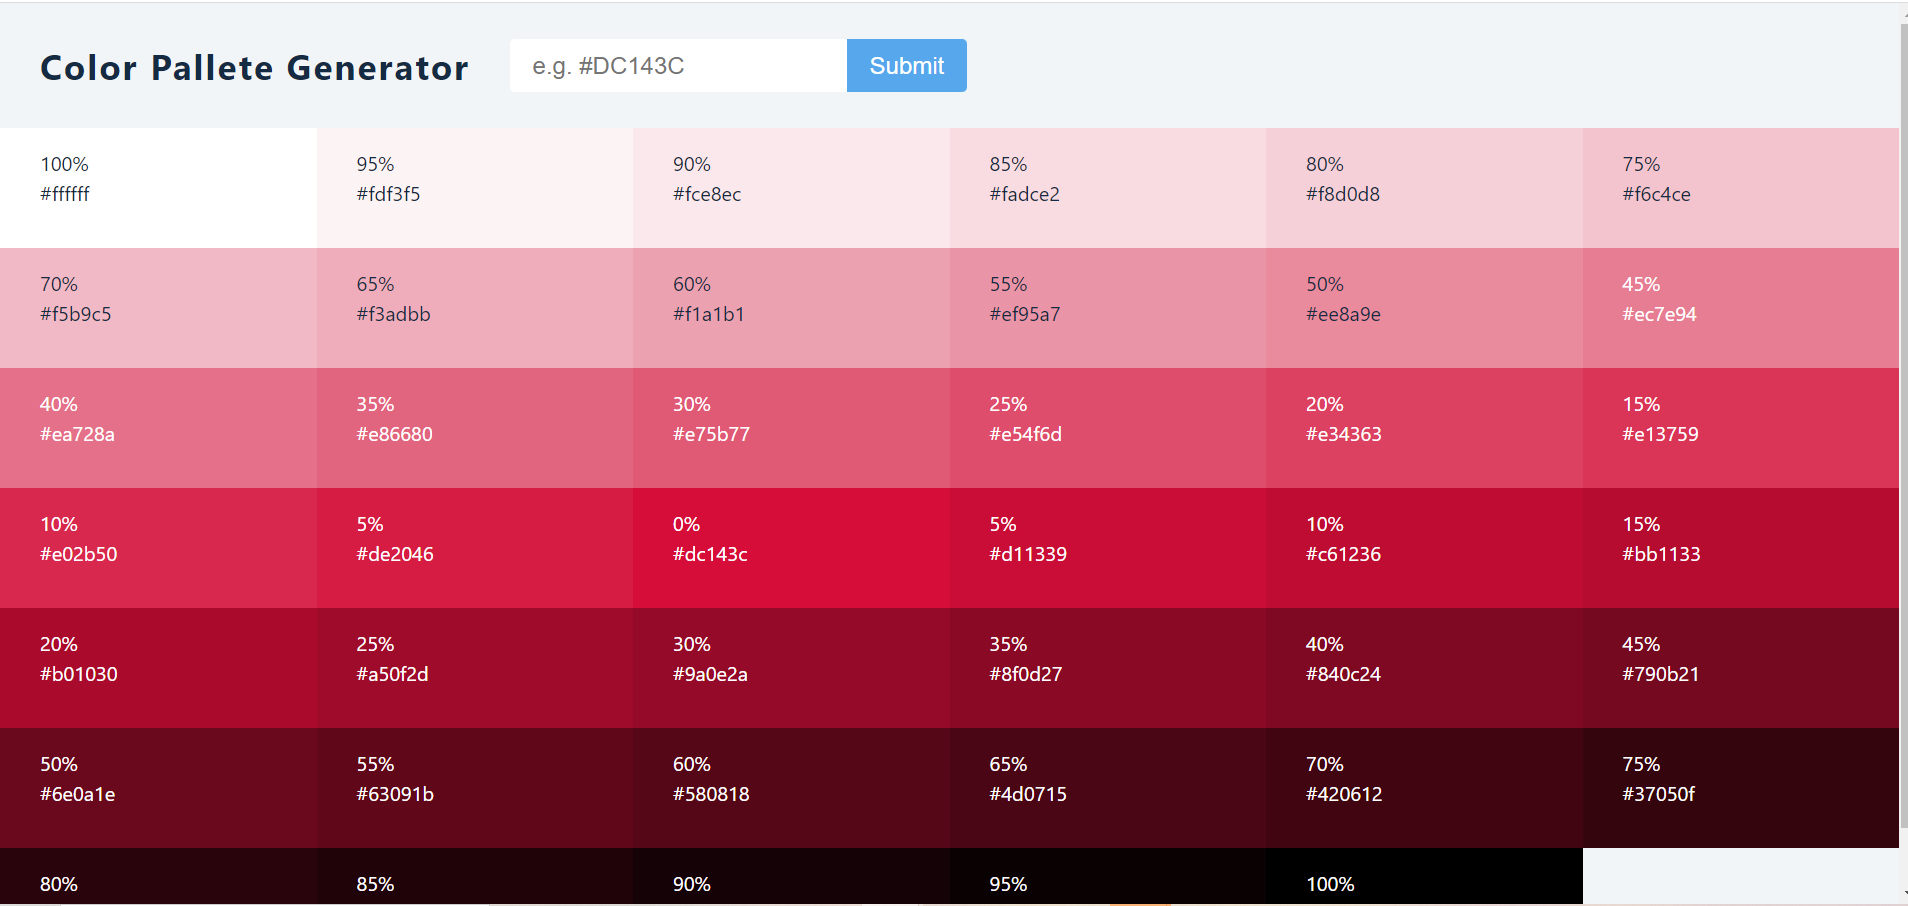 Color Pallete Generator
e.g. #DC143C
Submit
100%
#ffffff
95%
#fdf3f5
90%
#fce8ec
85%
#fadce2
80%
#f8d0d8
75%
#f6c4ce
70%
#f5b9c5
65%
#f3adbb
60%
#f1a1b1
55%
#ef95a7
50%
#ee8a9e
45%
#ec7e94
40%
#ea728a
35%
#e86680
30%
#e75b77
25%
#e54f6d
20%
#e34363
15%
#e13759
10%
#e02b50
5%
#de2046
0%
#dc143c
5%
#d11339
10%
#c61236
15%
#bb1133
20%
#b01030
25%
#a50f2d
30%
#9a0e2a
35%
#8f0d27
40%
#840c24
45%
#790b21
50%
#6e0a1e
55%
#63091b
60%
#580818
65%
#4d0715
70%
#420612
75%
#37050f
80%
85%
90%
95%
100%